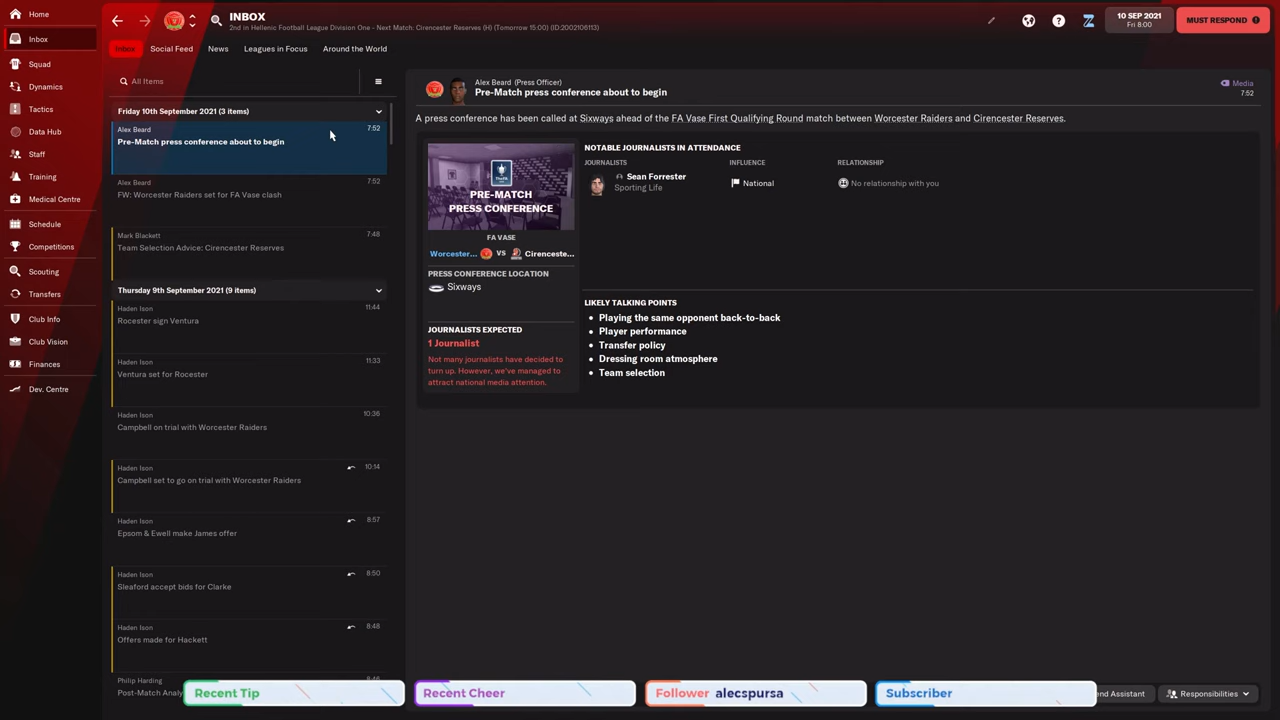 Home
Inbox
Squad
Dynamics
Tactics
Data Hub
Staff
Training
Medical Centre
Schedule
Competitions
Scouting
Transfers
Club Info
Club Vision
Finances
Dev. Centre
INBOX
2nd in Hellenic Football League Division One - Next Match: Cirencester Reserves (H) (Tomorrow 15:00) (ID:2002106113)
10 SEP 2021
Fri 8:00
MUST RESPOND
Inbox Social Feed News Leagues in Focus Around the World
All Items
Friday 10th September 2021 (3 items)
Alex Beard 7:52
Pre-Match press conference about to begin
Alex Beard 7:52
FW: Worcester Raiders set for FA Vase clash
Mark Blackett 7:48
Team Selection Advice: Cirencester Reserves
Thursday 9th September 2021 (9 items)
Haden Ison 11:44
Rocester sign Ventura
Haden Ison 11:33
Ventura set for Rocester
Haden Ison 10:36
Campbell on trial with Worcester Raiders
Haden Ison 10:14
Campbell set to go on trial with Worcester Raiders
Haden Ison 8:57
Epsom & Ewell make James offer
Haden Ison 8:50
Sleaford accept bids for Clarke
Haden Ison 8:48
Offers made for Hackett
Philip Harding 8:46
Post-Match Analy
Alex Beard (Press Officer)
Pre-Match press conference about to begin
Media
7:52
A press conference has been called at Sixways ahead of the FA Vase First Qualifying Round match between Worcester Raiders and Cirencester Reserves.
PRE-MATCH
PRESS CONFERENCE
FA VASE
Worcester... VS Cirenceste...
PRESS CONFERENCE LOCATION
Sixways
JOURNALISTS EXPECTED
1 Journalist
Not many journalists have decided to
turn up. However, we've managed to
attract national media attention.
NOTABLE JOURNALISTS IN ATTENDANCE
JOURNALISTS INFLUENCE RELATIONSHIP
Sean Forrester
Sporting Life
National
No relationship with you
LIKELY TALKING POINTS
• Playing the same opponent back-to-back
• Player performance
• Transfer policy
• Dressing room atmosphere
• Team selection
Recent Tip
Recent Cheer
Follower alecspursa
Subscriber
end Assistant
Responsibilities